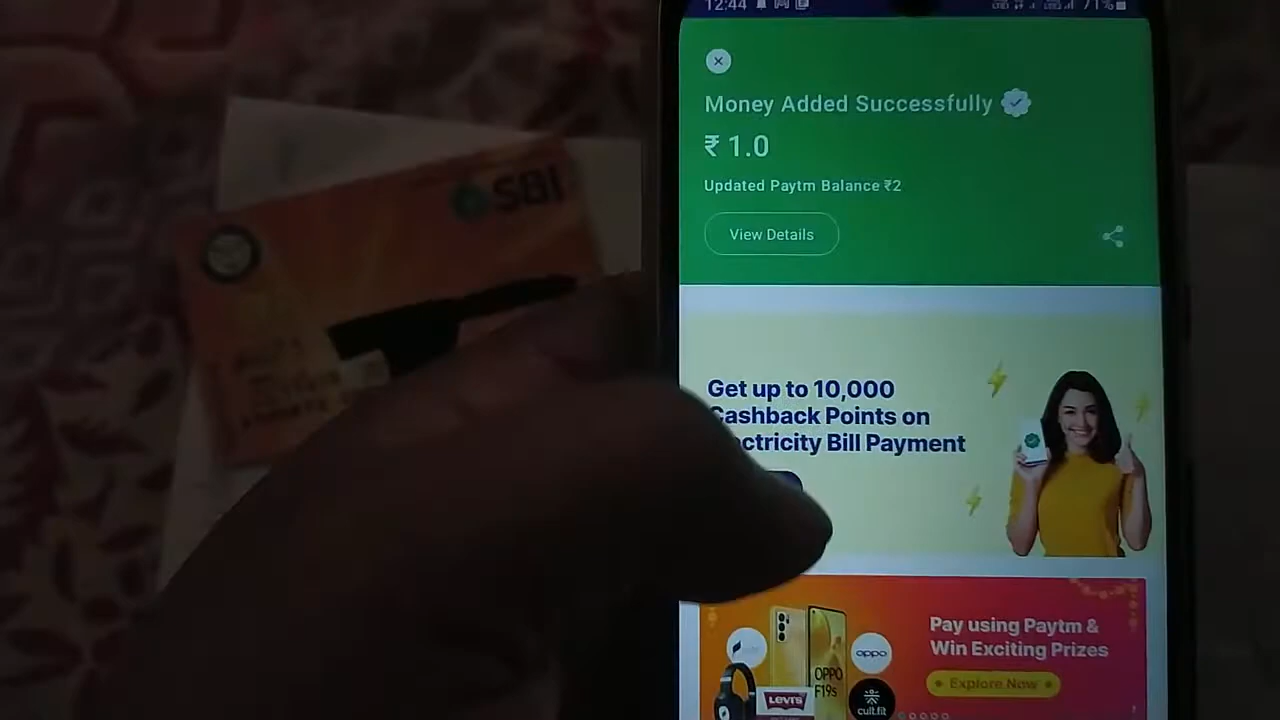 12:44
71%
SBI
Money Added Successfully
₹ 1.0
Updated Paytm Balance ₹2
View Details
Get up to 10,000
Cashback Points on
ctricity Bill Payment
Pay using Paytm &
Win Exciting Prizes
Explore Now
oppo
OPPO
F19s
LEVI'S
cult.fit